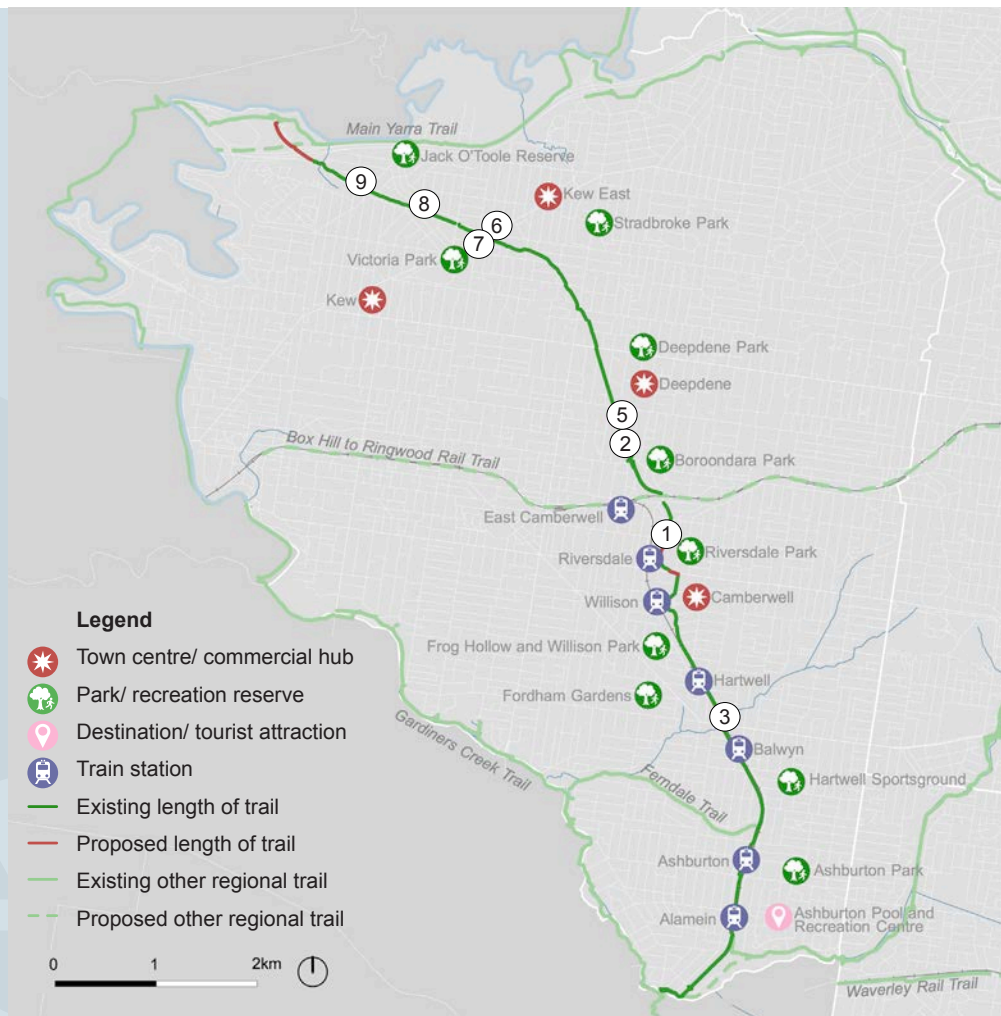 Main Yarra Trail
Jack O'Toole Reserve
9
Kew East
8
6
Stradbroke Park
7
Victoria Park
Kew
Deepdene Park
Deepdene
5
2
Box Hill to Ringwood Rail Trail
Boroondara Park
East Camberwell
1
Riversdale
Riversdale Park
Willison
Camberwell
Frog Hollow and Willison Park
Hartwell
Fordham Gardens
3
Gardiners Creek Trail
Balwyn
Ferndale Trail
Hartwell Sportsground
Ashburton
Ashburton Park
Alamein
Ashburton Pool and
Recreation Centre
Waverley Rail Trail
Legend
Town centre/ commercial hub
Park/ recreation reserve
Destination/ tourist attraction
Train station
Existing length of trail
Proposed length of trail
Existing other regional trail
Proposed other regional trail
0 1 2km